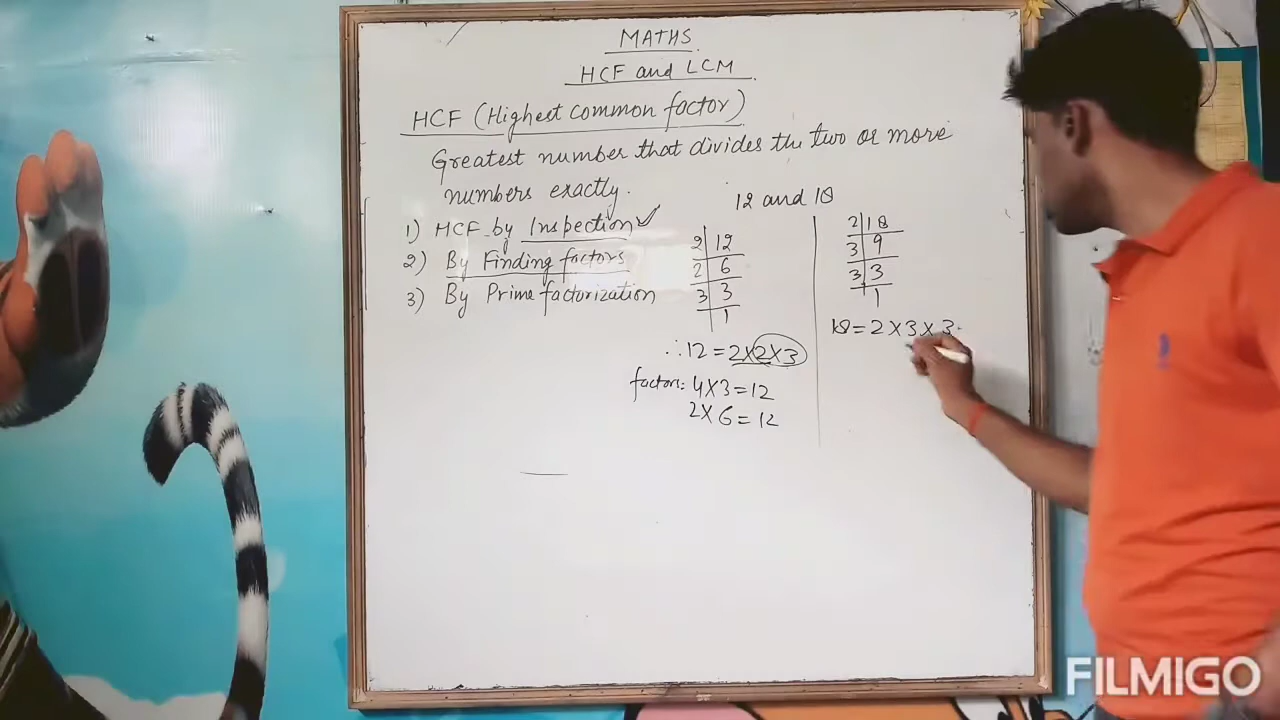 MATHS
HCF and LCM
HCF (Highest common factor)
Greatest number that divides the two or more
numbers exactly.
12 and 18
1) HCF by Inspection ✓
2) By Finding factors
3) By Prime factorization
2 | 12
2 | 6
3 | 3
1
∴ 12 = 2×2×3
factors: 4×3=12
2×6=12
2 | 18
3 | 9
3 | 3
1
18 = 2×3×3
FILMIGO